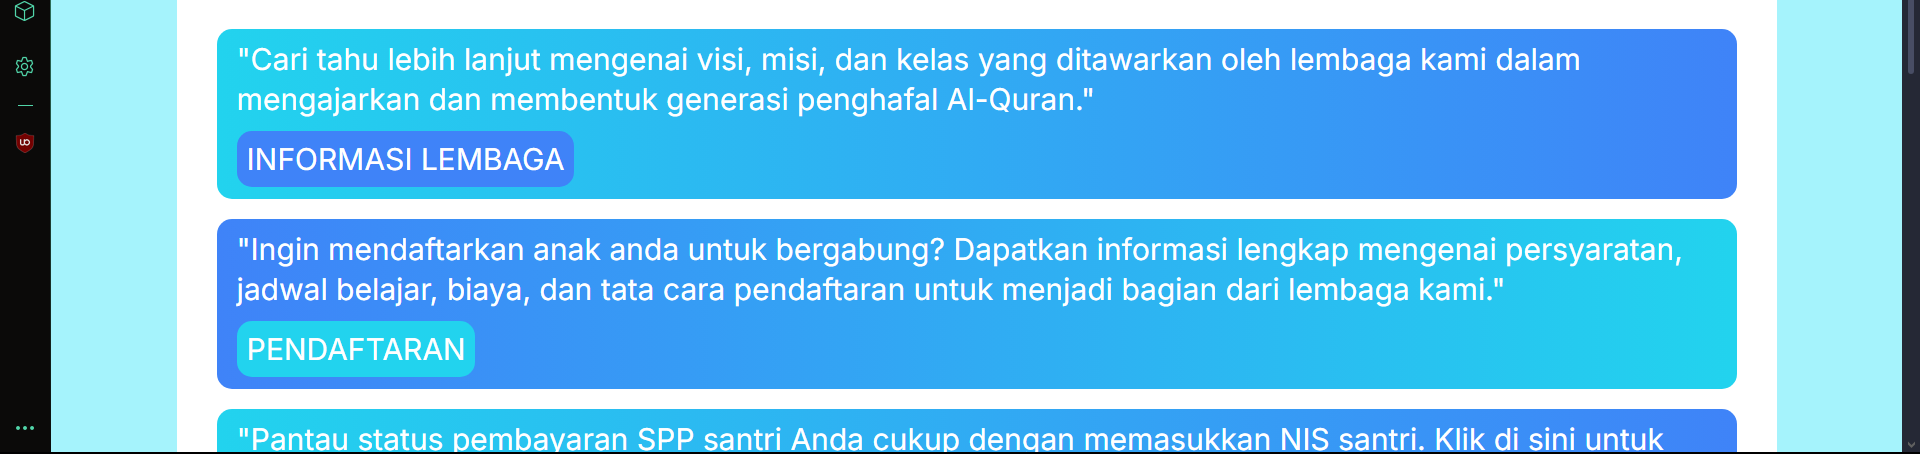 "Cari tahu lebih lanjut mengenai visi, misi, dan kelas yang ditawarkan oleh lembaga kami dalam
mengajarkan dan membentuk generasi penghafal Al-Quran."
INFORMASI LEMBAGA
"Ingin mendaftarkan anak anda untuk bergabung? Dapatkan informasi lengkap mengenai persyaratan,
jadwal belajar, biaya, dan tata cara pendaftaran untuk menjadi bagian dari lembaga kami."
PENDAFTARAN
"Pantau status pembayaran SPP santri Anda cukup dengan memasukkan NIS santri. Klik di sini untuk